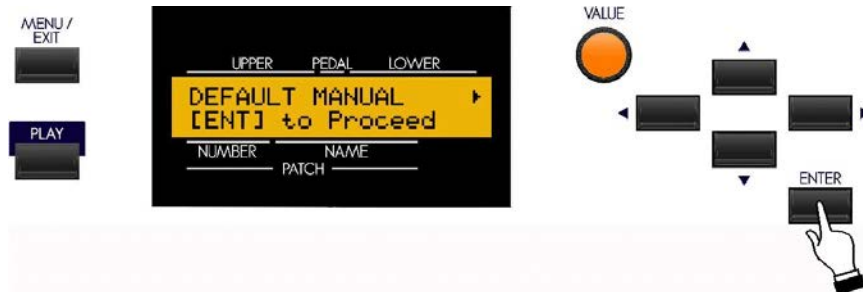 MENU /
EXIT
PLAY
UPPER PEDAL LOWER
DEFAULT MANUAL
[ENT] to Proceed
NUMBER NAME
PATCH
VALUE
ENTER